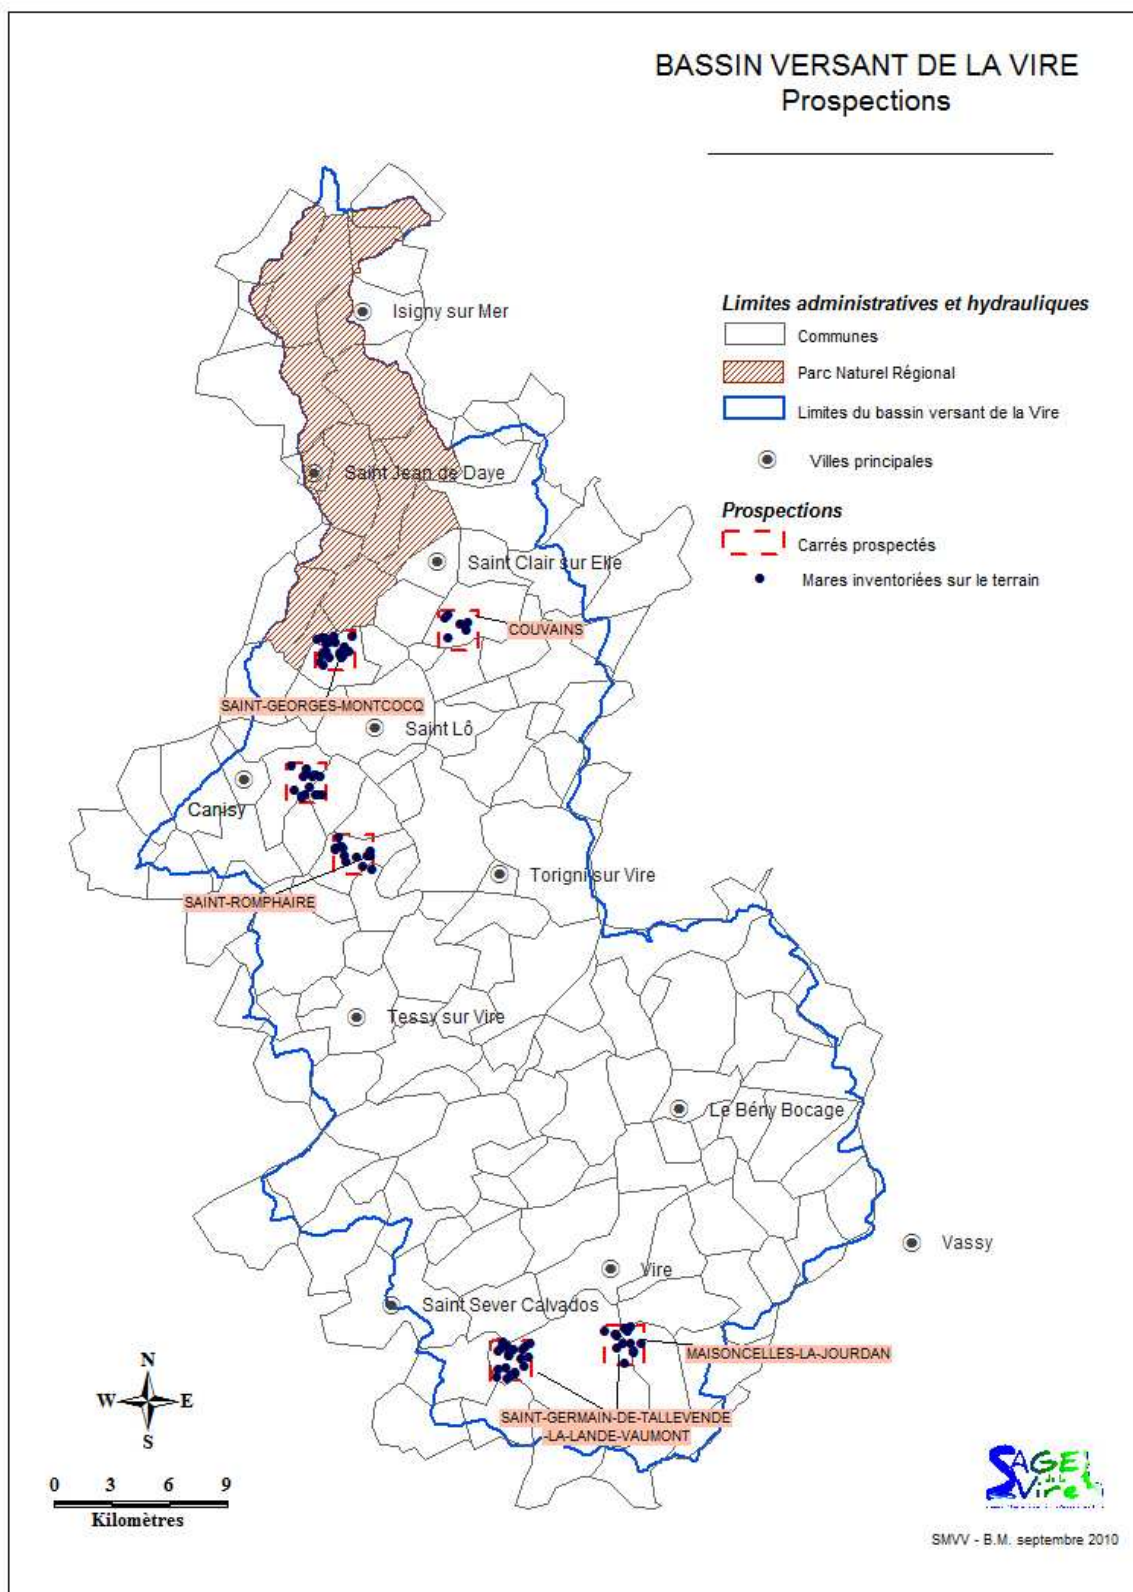 BASSIN VERSANT DE LA VIRE
Prospections
Limites administratives et hydrauliques
Communes
Parc Naturel Régional
Limites du bassin versant de la Vire
Villes principales
Prospections
Carrés prospectés
Mares inventoriées sur le terrain
Isigny sur Mer
Saint Jean de Daye
Saint Clair sur Elle
COUVAINS
SAINT-GEORGES-MONTCOCQ
Saint Lô
Canisy
Torigni sur Vire
SAINT-ROMPHAIRE
Tessy sur Vire
Le Bény Bocage
Vassy
Vire
Saint Sever Calvados
MAISONCELLES-LA-JOURDAN
SAINT-GERMAIN-DE-TALLEVENDE
-LA-LANDE-VAUMONT
N
W E
S
0 3 6 9
Kilomètres
SAGE
de la
Vire
SMVV - B.M. septembre 2010